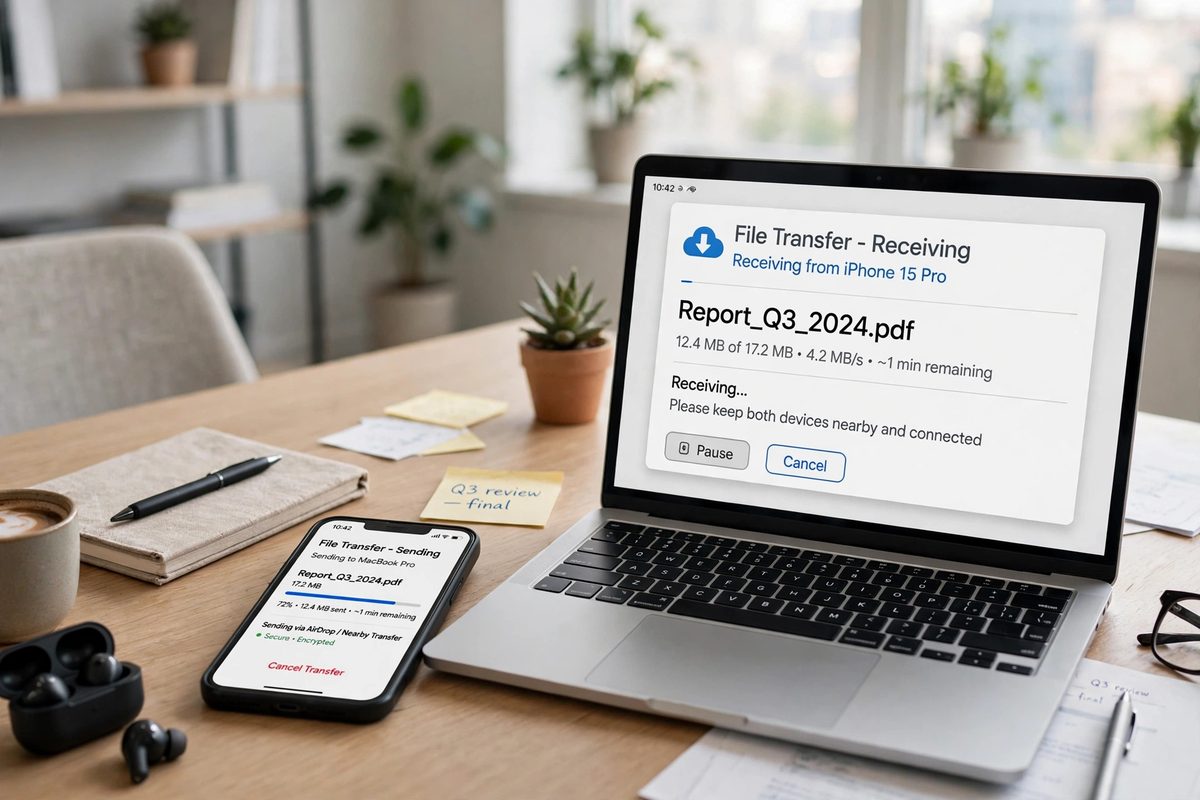 10:42
File Transfer - Receiving
Receiving from iPhone 15 Pro
Report_Q3_2024.pdf
12.4 MB of 17.2 MB • 4.2 MB/s • ~1 min remaining
Receiving...
Please keep both devices nearby and connected
Pause
Cancel
Q3 review
— final
10:42
File Transfer - Sending
Sending to MacBook Pro
Report_Q3_2024.pdf
17.2 MB
72% • 12.4 MB sent • ~1 min remaining
Sending via AirDrop / Nearby Transfer
Secure • Encrypted
Cancel Transfer
Q3 review
final